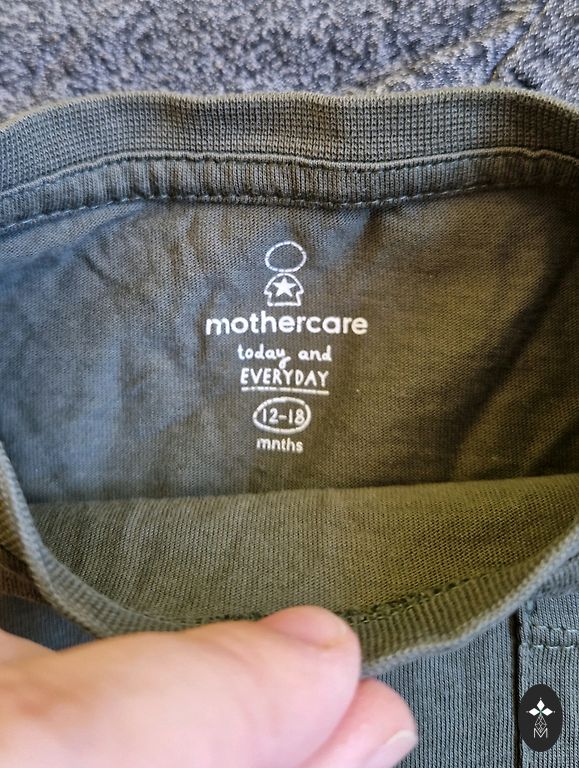 mothercare
today and
EVERYDAY
12-18
mnths
M